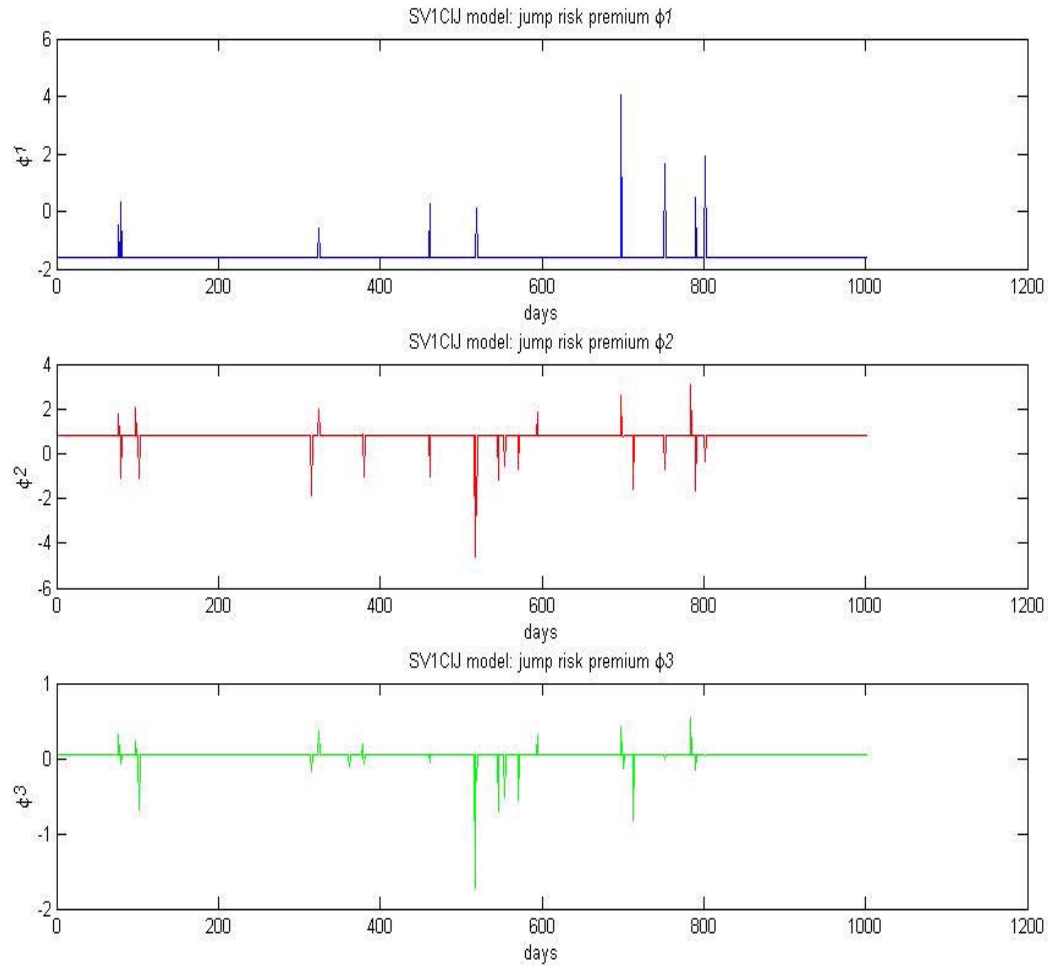 SV1CIJ model: jump risk premium ϕ1
6
4
2
0
-2
ϕ1
0 200 400 600 800 1000 1200
days
SV1CIJ model: jump risk premium ϕ2
4
2
0
-2
-4
-6
ϕ2
0 200 400 600 800 1000 1200
days
SV1CIJ model: jump risk premium ϕ3
1
0
-1
-2
ϕ3
0 200 400 600 800 1000 1200
days